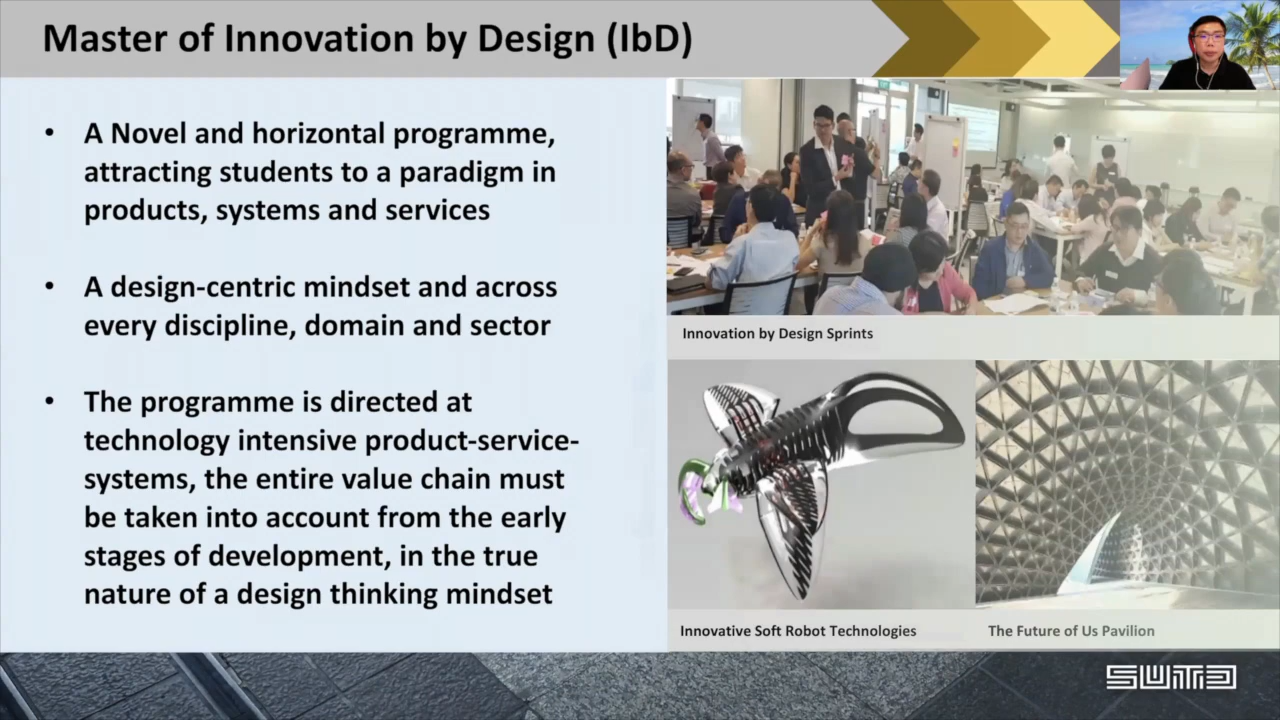 Master of Innovation by Design (IbD)
• A Novel and horizontal programme,
attracting students to a paradigm in
products, systems and services
• A design-centric mindset and across
every discipline, domain and sector
• The programme is directed at
technology intensive product-service-
systems, the entire value chain must
be taken into account from the early
stages of development, in the true
nature of a design thinking mindset
Innovation by Design Sprints
Innovative Soft Robot Technologies
The Future of Us Pavilion
SUTD